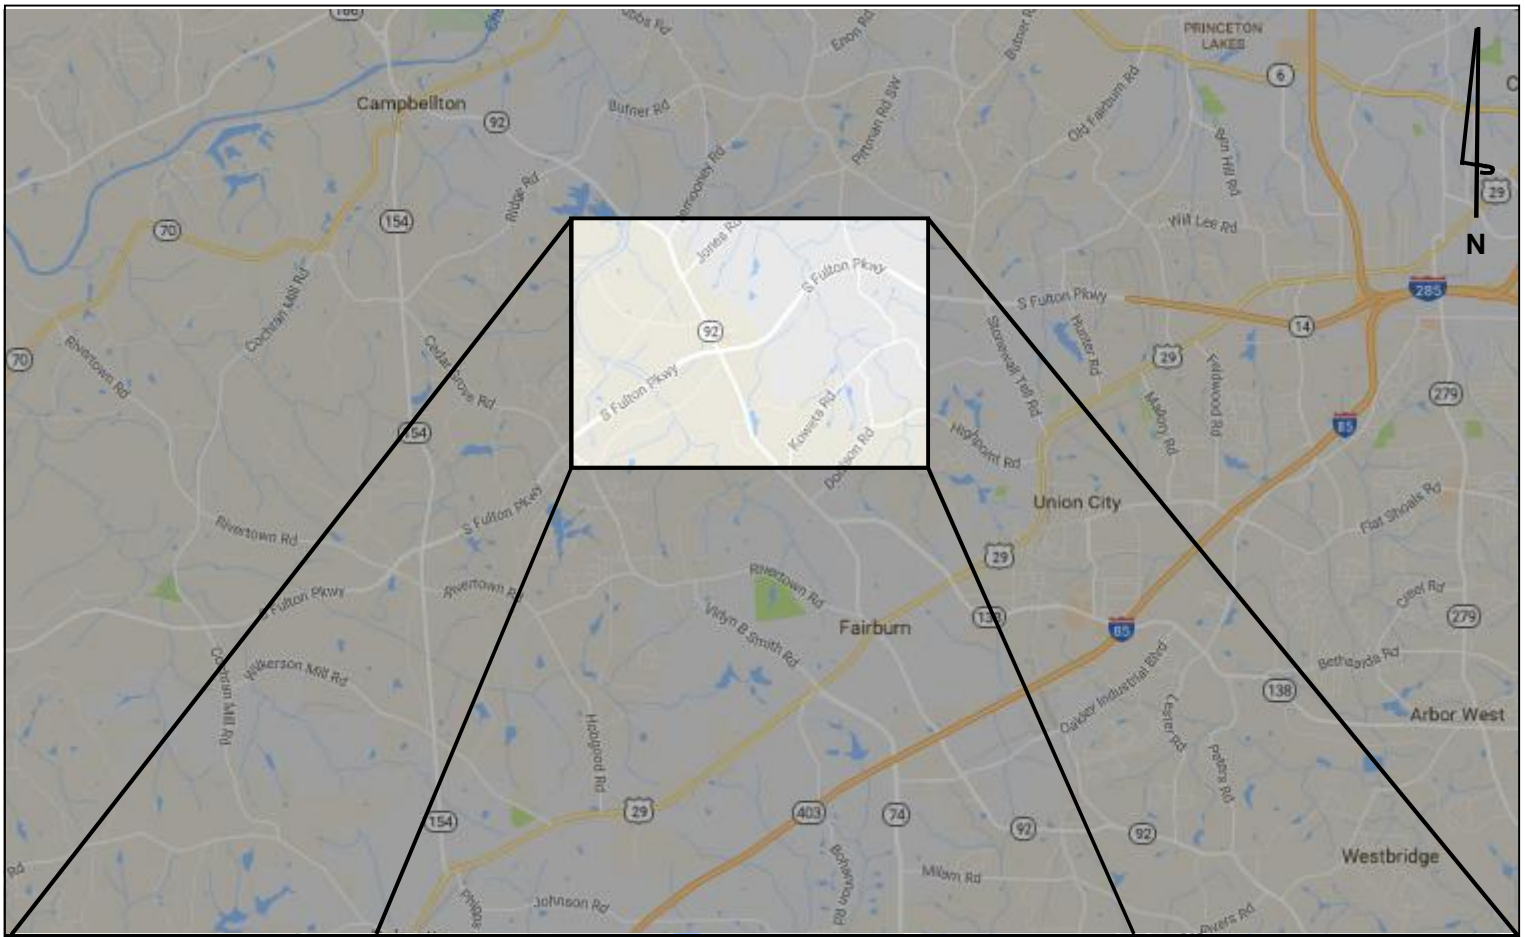 166
Enon Rd
PRINCETON
LAKES
6
Campbellton
92
Butner Rd
Pittman Rd SW
Old Fairburn Rd
Ben Hill Rd
29
Ridge Rd
70
154
Will Lee Rd
N
Jones Rd
S Fulton Pkwy
S Fulton Pkwy
285
14
Cochran Mill Rd
92
Hunter Rd
29
70
Rivertown Rd
Cedar Grove Rd
S Fulton Pkwy
Stonewall Tell Rd
Mallory Rd
279
154
Kowets Rd
Highpoint Rd
85
Union City
Flat Shoals Rd
S Fulton Pkwy
Rivertown Rd
29
Rivertown Rd
Rivertown Rd
S Fulton Pkwy
Creel Rd
138
279
Fairburn
85
Virlyn B Smith Rd
Wilkerson Mill Rd
Cochran Mill Rd
Bethsaida Rd
138
Oakley Industrial Blvd
Arbor West
Lester Rd
Hobgood Rd
Peters Rd
154
29
403
74
92
92
Westbridge
Bohannon Rd
Milam Rd
Rd
Johnson Rd
Rivers Rd